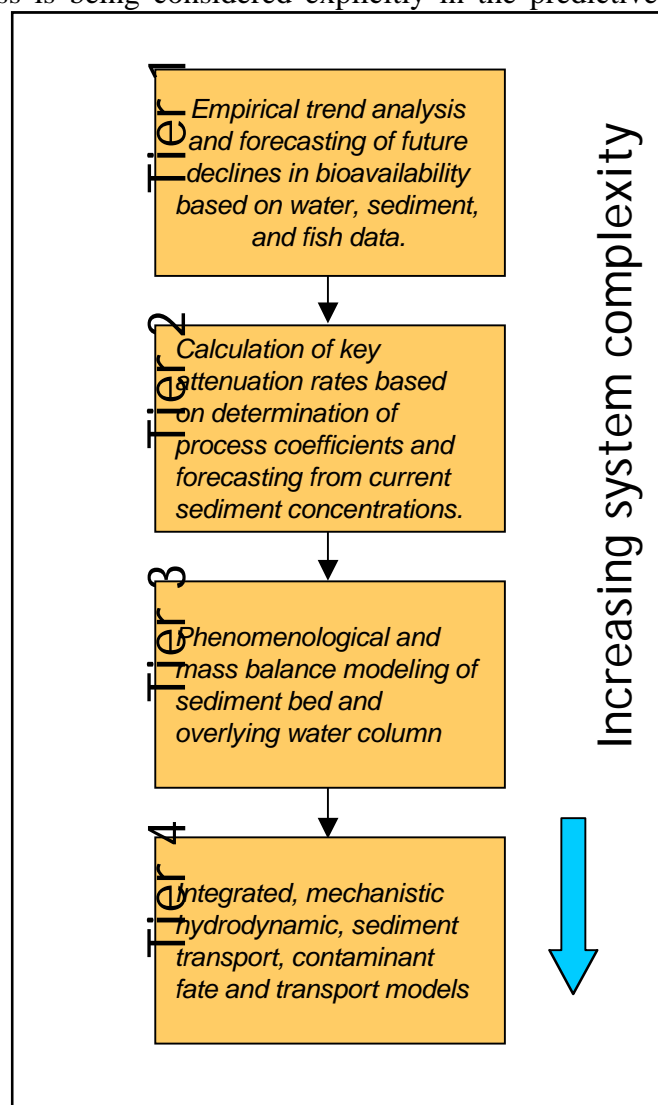 ss is being considered explicitly in the predictive
Tier 1
Empirical trend analysis
and forecasting of future
declines in bioavailability
based on water, sediment,
and fish data.
Tier 2
Calculation of key
attenuation rates based
on determination of
process coefficients and
forecasting from current
sediment concentrations.
Tier 3
Phenomenological and
mass balance modeling of
sediment bed and
overlying water column
Tier 4
Integrated, mechanistic
hydrodynamic, sediment
transport, contaminant
fate and transport models
Increasing system complexity